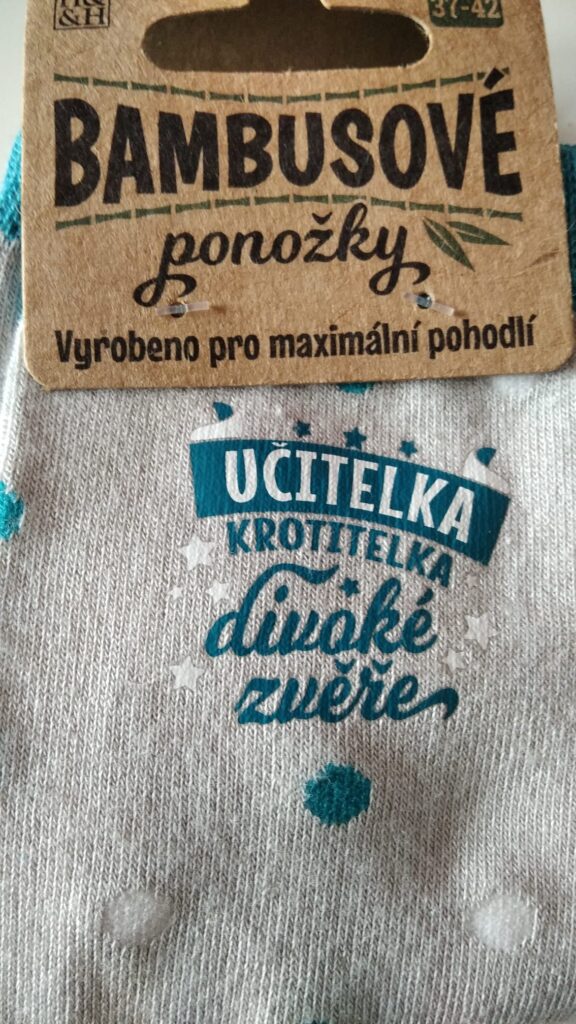 &H
37-42
BAMBUSOVÉ
ponožky
Vyrobeno pro maximální pohodlí
UČITELKA
KROTITELKA
divoké
zvěře